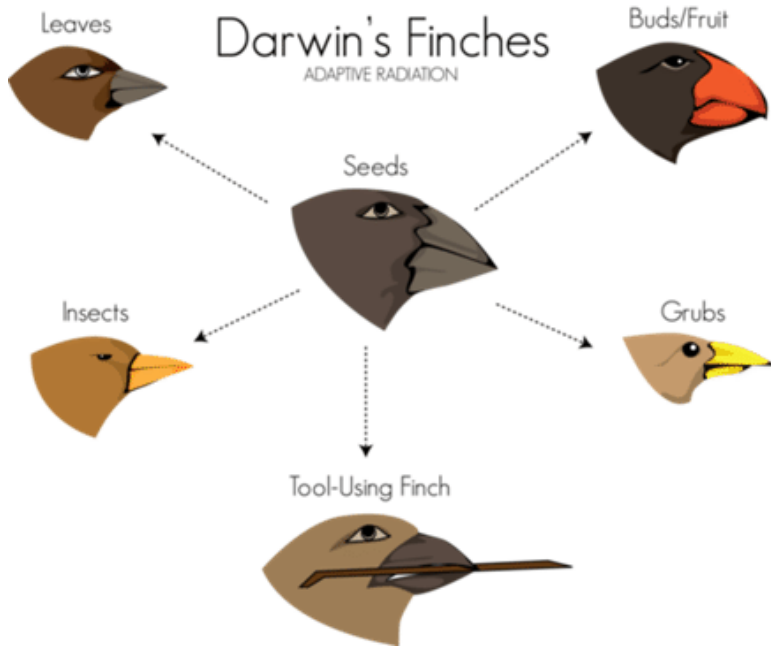 Leaves
Darwin's Finches
ADAPTIVE RADIATION
Buds/Fruit
Seeds
Insects
Grubs
Tool-Using Finch